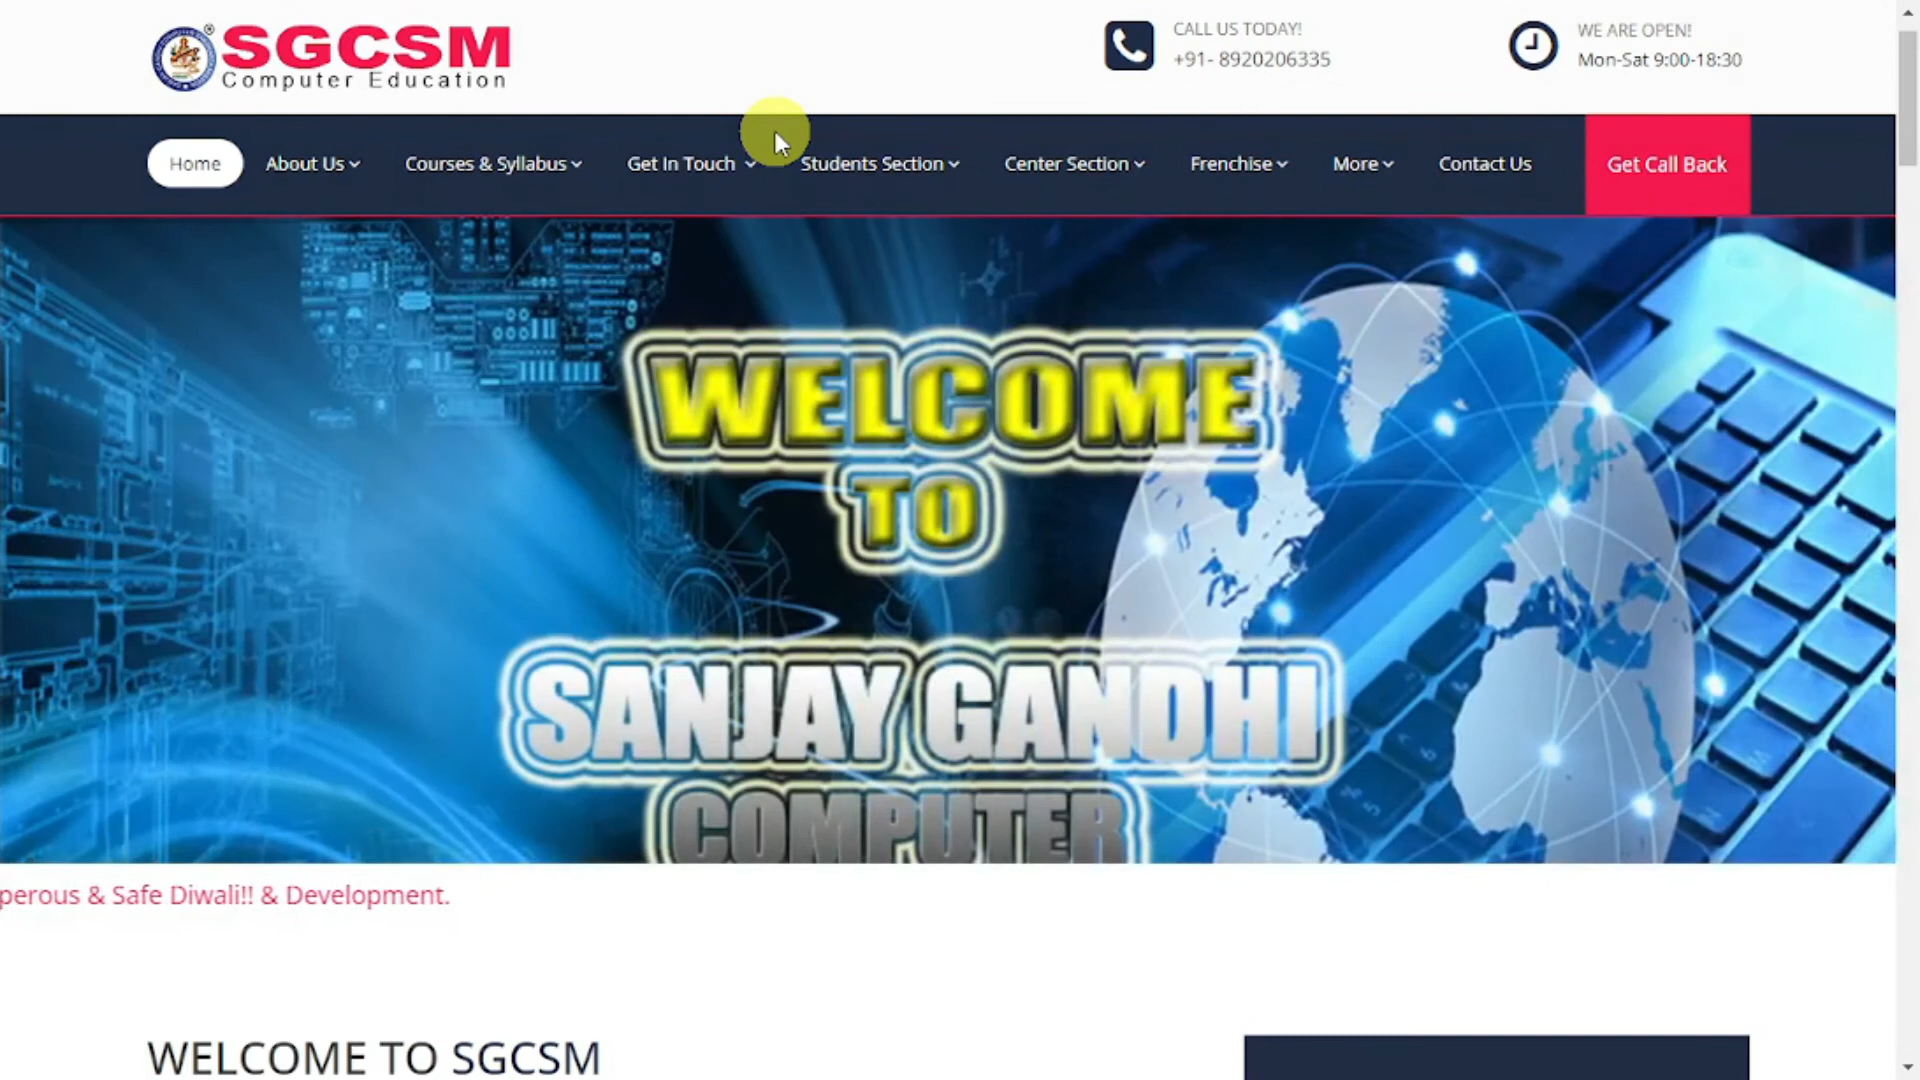 SGCSM
Computer Education
CALL US TODAY!
+91- 8920206335
WE ARE OPEN!
Mon-Sat 9:00-18:30
Home About Us Courses & Syllabus Get In Touch Students Section Center Section Frenchise More Contact Us Get Call Back
WELCOME
TO
SANJAY GANDHI
COMPUTER
perous & Safe Diwali!! & Development.
WELCOME TO SGCSM